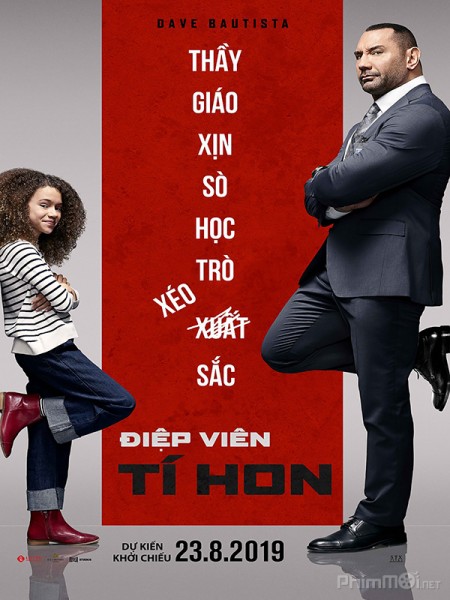 DAVE BAUTISTA
THẦY
GIÁO
XỊN
SÒ
HỌC
TRÒ
XÉO
XUẤT
SẮC
ĐIỆP VIÊN
TÍ HON
DỰ KIẾN
KHỞI CHIẾU 23.8.2019
PHIMMỚI.NET